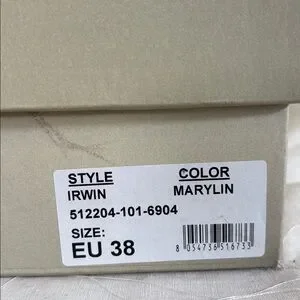 STYLE COLOR
IRWIN MARYLIN
512204-101-6904
SIZE:
EU 38
8 054736 516733